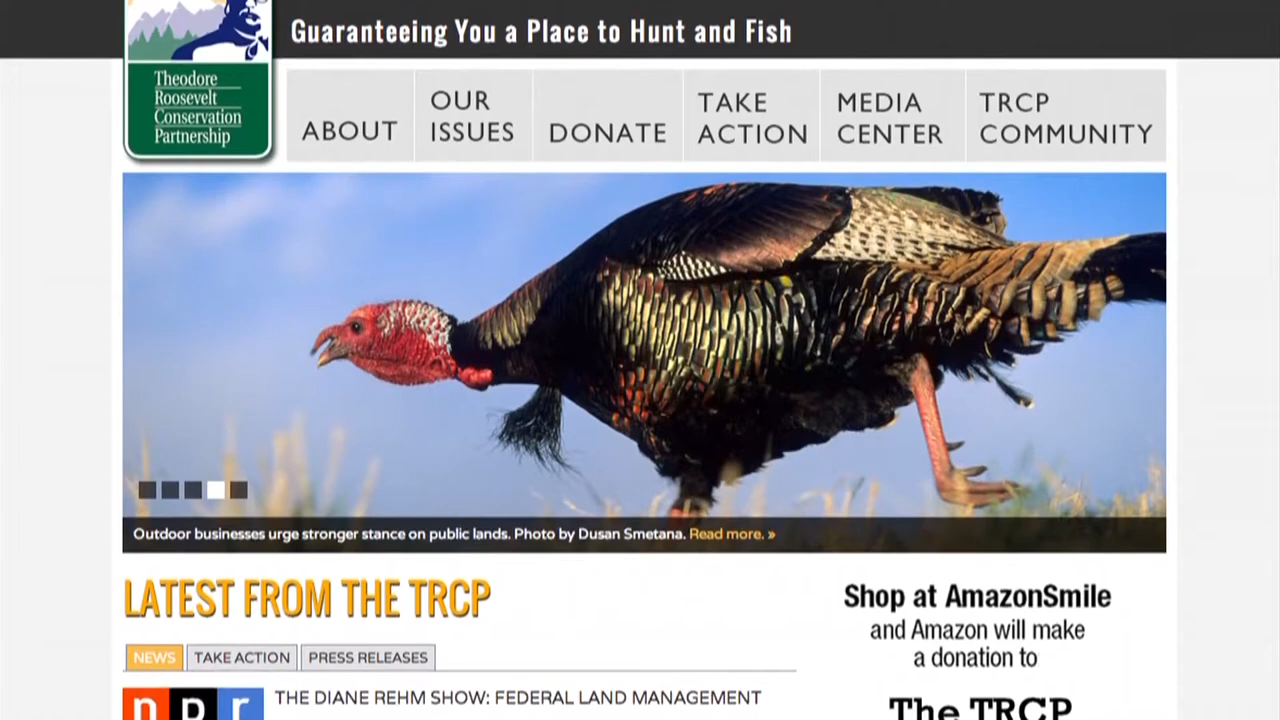 Guaranteeing You a Place to Hunt and Fish
Theodore
Roosevelt
Conservation
Partnership
ABOUT
OUR
ISSUES
DONATE
TAKE
ACTION
MEDIA
CENTER
TRCP
COMMUNITY
Outdoor businesses urge stronger stance on public lands. Photo by Dusan Smetana. Read more. »
LATEST FROM THE TRCP
NEWS
TAKE ACTION
PRESS RELEASES
npr
THE DIANE REHM SHOW: FEDERAL LAND MANAGEMENT
Shop at AmazonSmile
and Amazon will make
a donation to
The TRCP